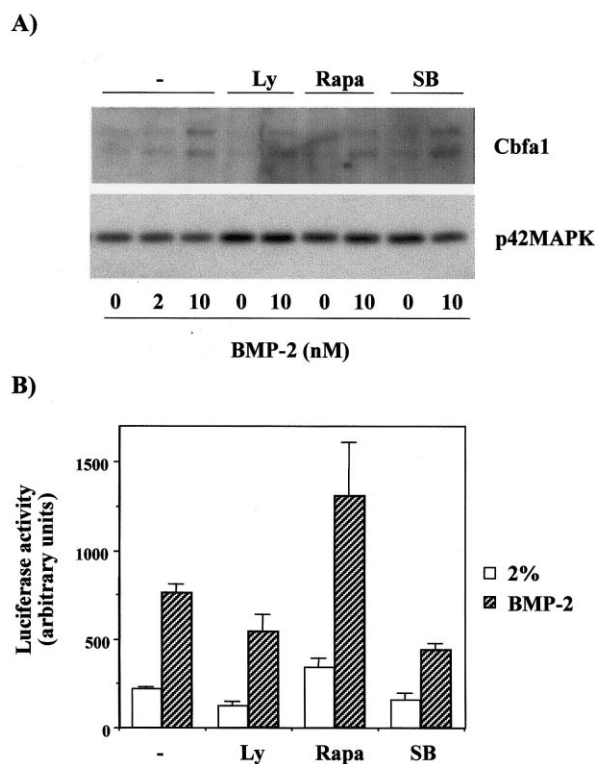 A)
- Ly Rapa SB
Cbfa1
p42MAPK
0 2 10 0 10 0 10 0 10
BMP-2 (nM)
B)
Luciferase activity
(arbitrary units)
1500
1000
500
0
2%
BMP-2
- Ly Rapa SB